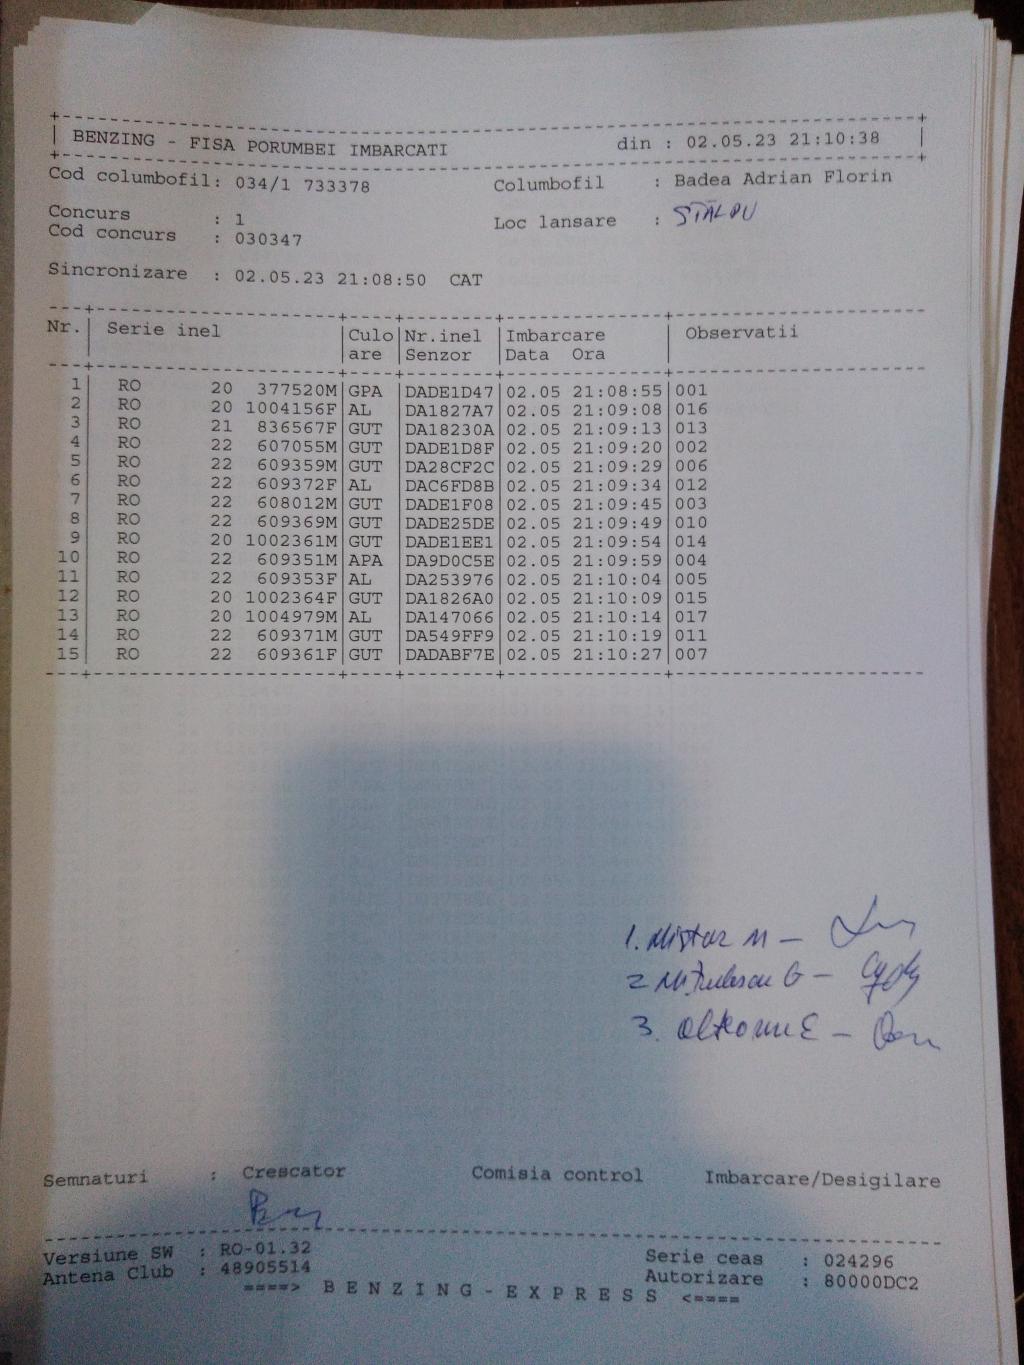 BENZING - FISA PORUMBEI IMBARCATI din : 02.05.23 21:10:38
Cod columbofil: 034/1 733378 Columbofil : Badea Adrian Florin
Concurs : 1 Loc lansare : STÂLPU
Cod concurs : 030347
Sincronizare : 02.05.23 21:08:50 CAT
Nr. Serie inel Culo Nr.inel Imbarcare Observatii
are Senzor Data Ora
1 RO 20 377520M GPA DADE1D47 02.05 21:08:55 001
2 RO 20 1004156F AL DA1827A7 02.05 21:09:08 016
3 RO 21 836567F GUT DA18230A 02.05 21:09:13 013
4 RO 22 607055M GUT DADE1D8F 02.05 21:09:20 002
5 RO 22 609359M GUT DA28CF2C 02.05 21:09:29 006
6 RO 22 609372F AL DAC6FD8B 02.05 21:09:34 012
7 RO 22 608012M GUT DADE1F08 02.05 21:09:45 003
8 RO 22 609369M GUT DADE25DE 02.05 21:09:49 010
9 RO 20 1002361M GUT DADE1EE1 02.05 21:09:54 014
10 RO 22 609351M APA DA9D0C5E 02.05 21:09:59 004
11 RO 22 609353F AL DA253976 02.05 21:10:04 005
12 RO 20 1002364F GUT DA1826A0 02.05 21:10:09 015
13 RO 20 1004979M AL DA147066 02.05 21:10:14 017
14 RO 22 609371M GUT DA549FF9 02.05 21:10:19 011
15 RO 22 609361F GUT DADABF7E 02.05 21:10:27 007
1. M –
2 G –
3. E –
Semnaturi : Crescator Comisia control Imbarcare/Desigilare
Versiune SW : RO-01.32 Serie ceas : 024296
Antena Club : 48905514 Autorizare : 80000DC2
====> B E N Z I N G - E X P R E S S <====